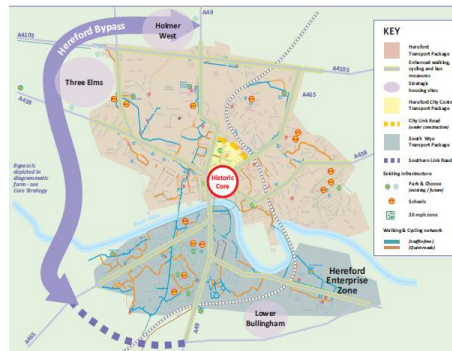 Hereford Bypass
A49
Holmer
West
A4103
Three Elms
A438
A4103
A465
A438
Bypass is
depicted in
diagrammatic
form - see
Core Strategy
Historic
Core
River Wye
Hereford
Enterprise
Zone
Lower
Bullingham
A465
A49
KEY
Hereford
Transport Package
Enhanced walking,
cycling and bus
measures
Strategic
housing sites
Hereford City Centre
Transport Package
City Link Road
(under construction)
South Wye
Transport Package
Southern Link Road
Existing infrastructure
Park & Choose
(existing / future)
Schools
20 mph zone
Walking & Cycling network
(traffic free)
(Quiet roads)